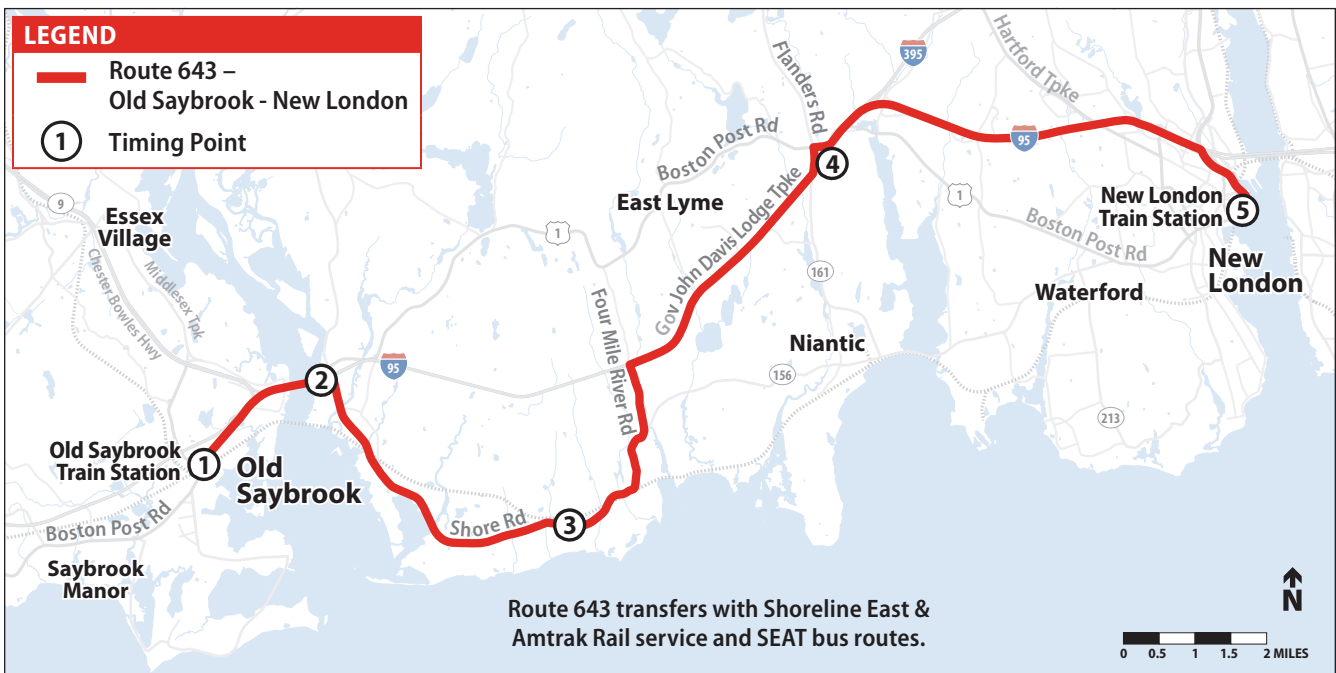 LEGEND
Route 643 –
Old Saybrook - New London
1
Timing Point
395
Hartford Tpke
Flanders Rd
95
Boston Post Rd
4
9
Essex
Village
East Lyme
1
New London
Train Station
5
1
Boston Post Rd
New
London
Middlesex Tpk
Chester Bowles Hwy
Gov John Davis Lodge Tpke
161
Waterford
Four Mile River Rd
Niantic
156
95
2
213
Old Saybrook
Train Station
1
Old
Saybrook
Boston Post Rd
Shore Rd
3
Saybrook
Manor
Route 643 transfers with Shoreline East &
Amtrak Rail service and SEAT bus routes.
N
0 0.5 1 1.5 2 MILES